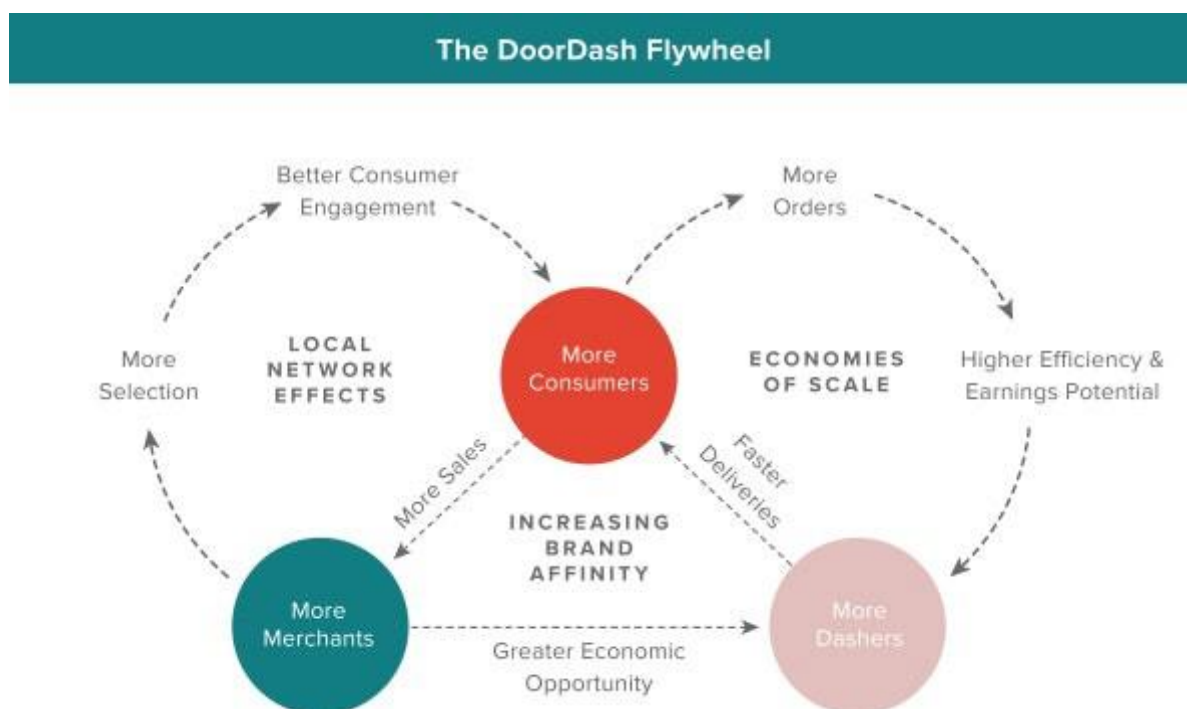 The DoorDash Flywheel
Better Consumer
Engagement
More
Orders
LOCAL
NETWORK
EFFECTS
More
Consumers
ECONOMIES
OF SCALE
More
Selection
Higher Efficiency &
Earnings Potential
More Sales
Faster
Deliveries
INCREASING
BRAND
AFFINITY
More
Merchants
More
Dashers
Greater Economic
Opportunity